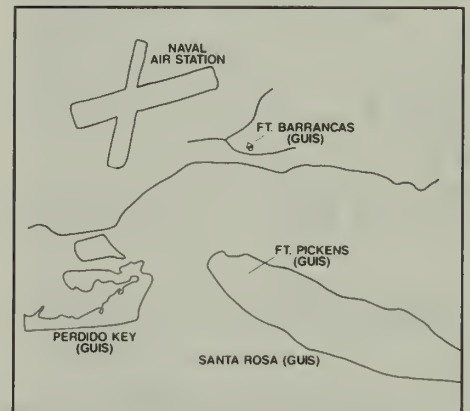 NAVAL
AIR STATION
FT. BARRANCAS
(GUIS)
FT. PICKENS
(GUIS)
PERDIDO KEY
(GUIS)
SANTA ROSA (GUIS)